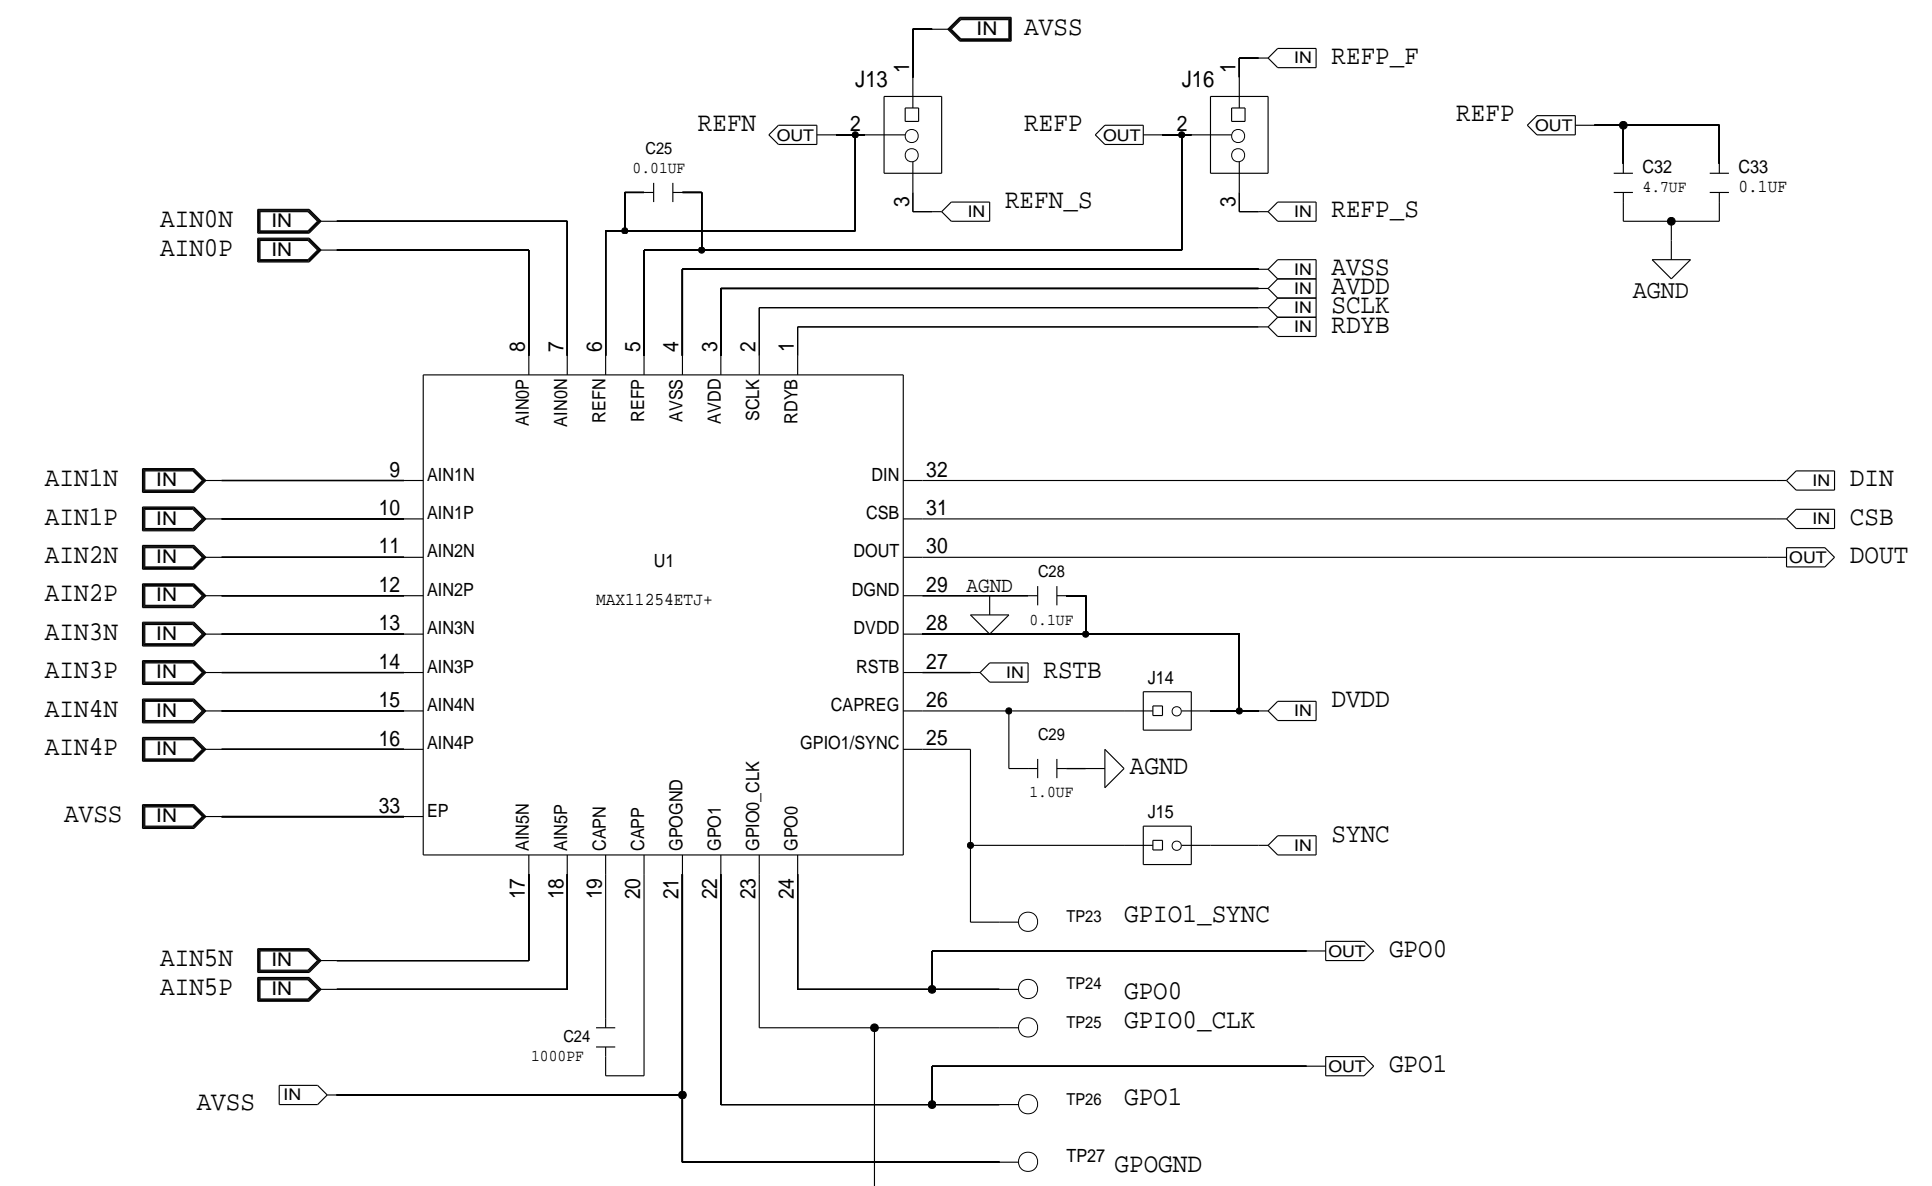 IN AVSS
1 J13
1 J16 IN REFP_F
REFN OUT 2
REFP OUT 2
REFP OUT
C25
0.01UF
C32
4.7UF
C33
0.1UF
3 IN REFN_S
3 IN REFP_S
AGND
AIN0N IN
AIN0P IN
IN AVSS
IN AVDD
IN SCLK
IN RDYB
8 7 6 5 4 3 2 1
AIN0P AIN0N REFN REFP AVSS AVDD SCLK RDYB
AIN1N IN 9 AIN1N
AIN1P IN 10 AIN1P
AIN2N IN 11 AIN2N
AIN2P IN 12 AIN2P
AIN3N IN 13 AIN3N
AIN3P IN 14 AIN3P
AIN4N IN 15 AIN4N
AIN4P IN 16 AIN4P
AVSS IN 33 EP
U1
MAX11254ETJ+
DIN 32 IN DIN
CSB 31 IN CSB
DOUT 30 OUT DOUT
DGND 29 AGND C28
0.1UF
DVDD 28
RSTB 27 IN RSTB
CAPREG 26 J14 IN DVDD
GPIO1/SYNC 25 C29
1.0UF
AGND
J15 IN SYNC
AIN5N AIN5P CAPN CAPP GPOGND GPO1 GPIO0_CLK GPO0
17 18 19 20 21 22 23 24
TP23 GPIO1_SYNC
AIN5N IN
AIN5P IN
OUT GPO0
TP24 GPO0
TP25 GPIO0_CLK
C24
1000PF
OUT GPO1
AVSS IN
TP26 GPO1
TP27 GPOGND